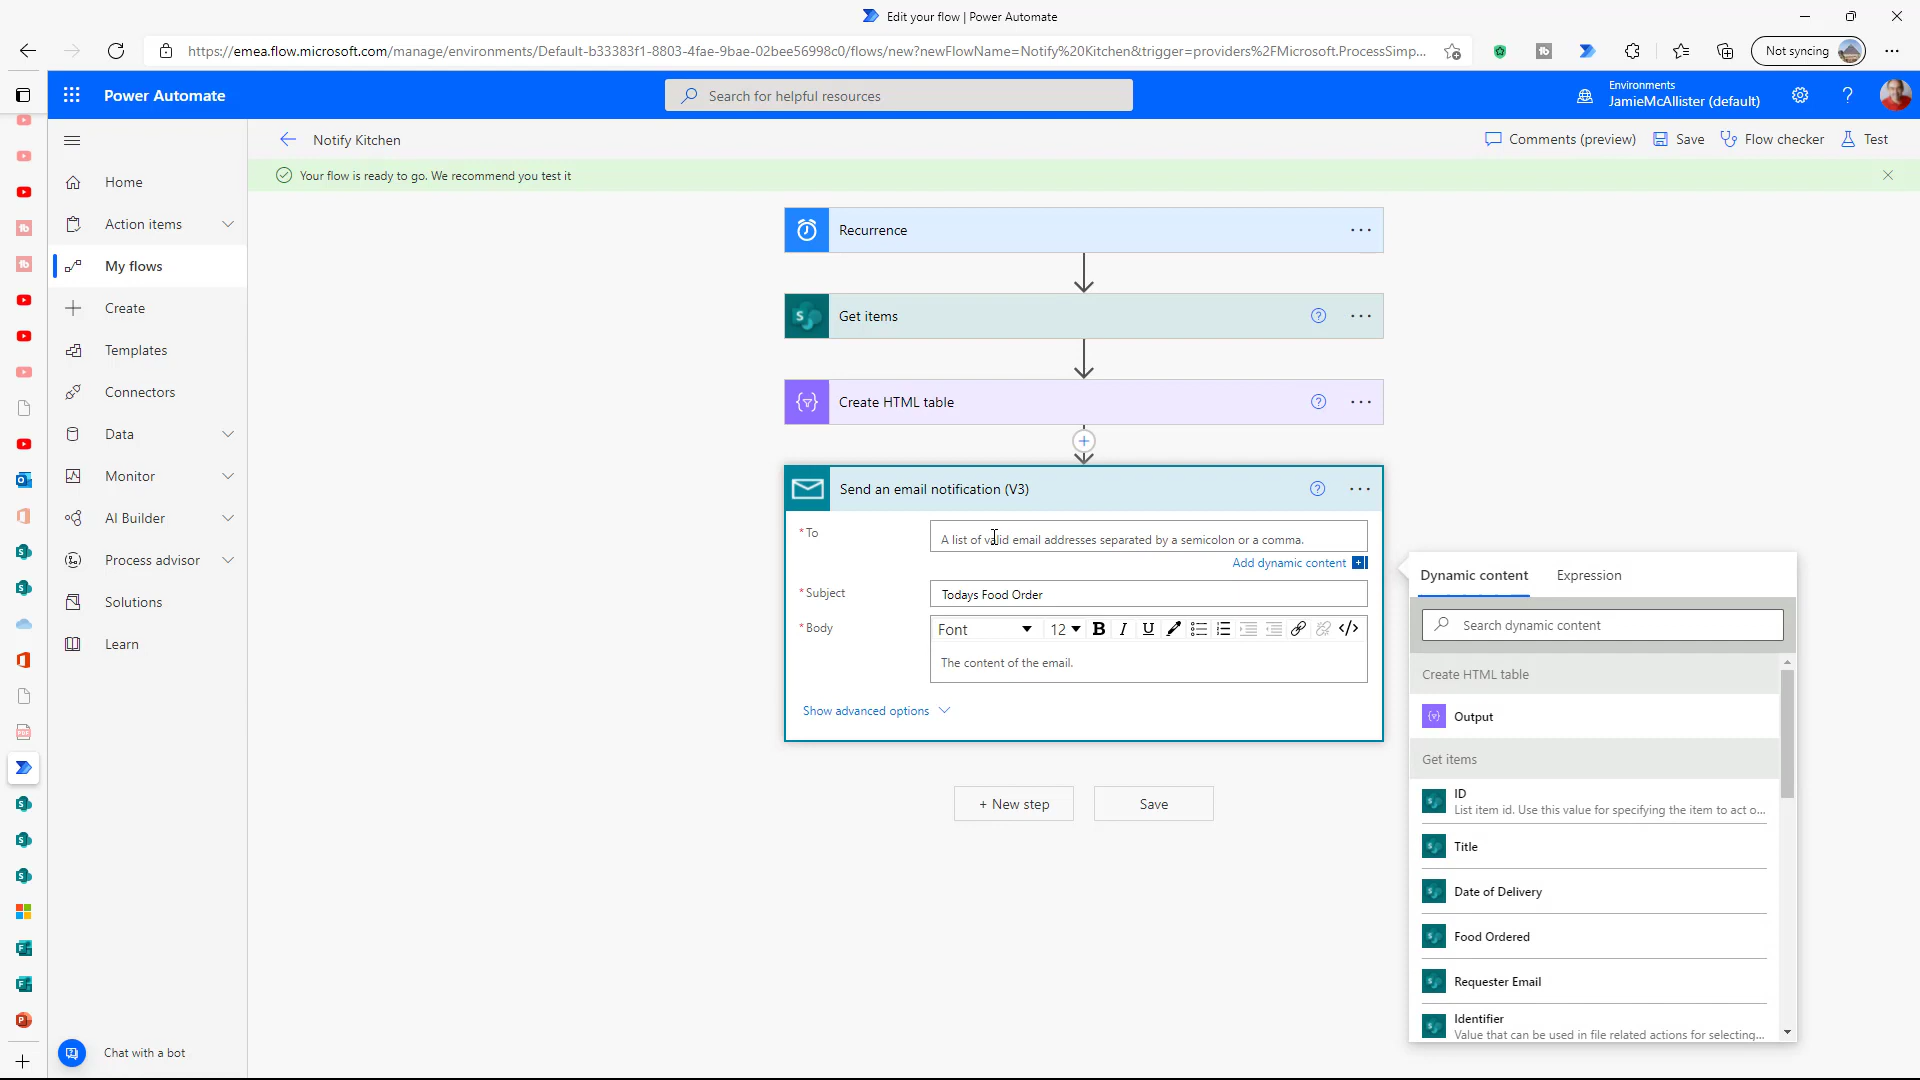 Edit your flow | Power Automate
https://emea.flow.microsoft.com/manage/environments/Default-b33383f1-8803-4fae-9bae-02bee56998c0/flows/new?newFlowName=Notify%20Kitchen&trigger=providers%2FMicrosoft.ProcessSimp...
Not syncing
Power Automate
Search for helpful resources
Environments
JamieMcAllister (default)
Notify Kitchen
Comments (preview)
Save
Flow checker
Test
Your flow is ready to go. We recommend you test it
Home
Action items
My flows
Create
Templates
Connectors
Data
Monitor
AI Builder
Process advisor
Solutions
Learn
Chat with a bot
Recurrence
Get items
Create HTML table
Send an email notification (V3)
* To
A list of valid email addresses separated by a semicolon or a comma.
Add dynamic content
* Subject
Todays Food Order
* Body
Font
12
The content of the email.
Show advanced options
+ New step
Save
Dynamic content
Expression
Search dynamic content
Create HTML table
Output
Get items
ID
List item id. Use this value for specifying the item to act o...
Title
Date of Delivery
Food Ordered
Requester Email
Identifier
Value that can be used in file related actions for selecting...